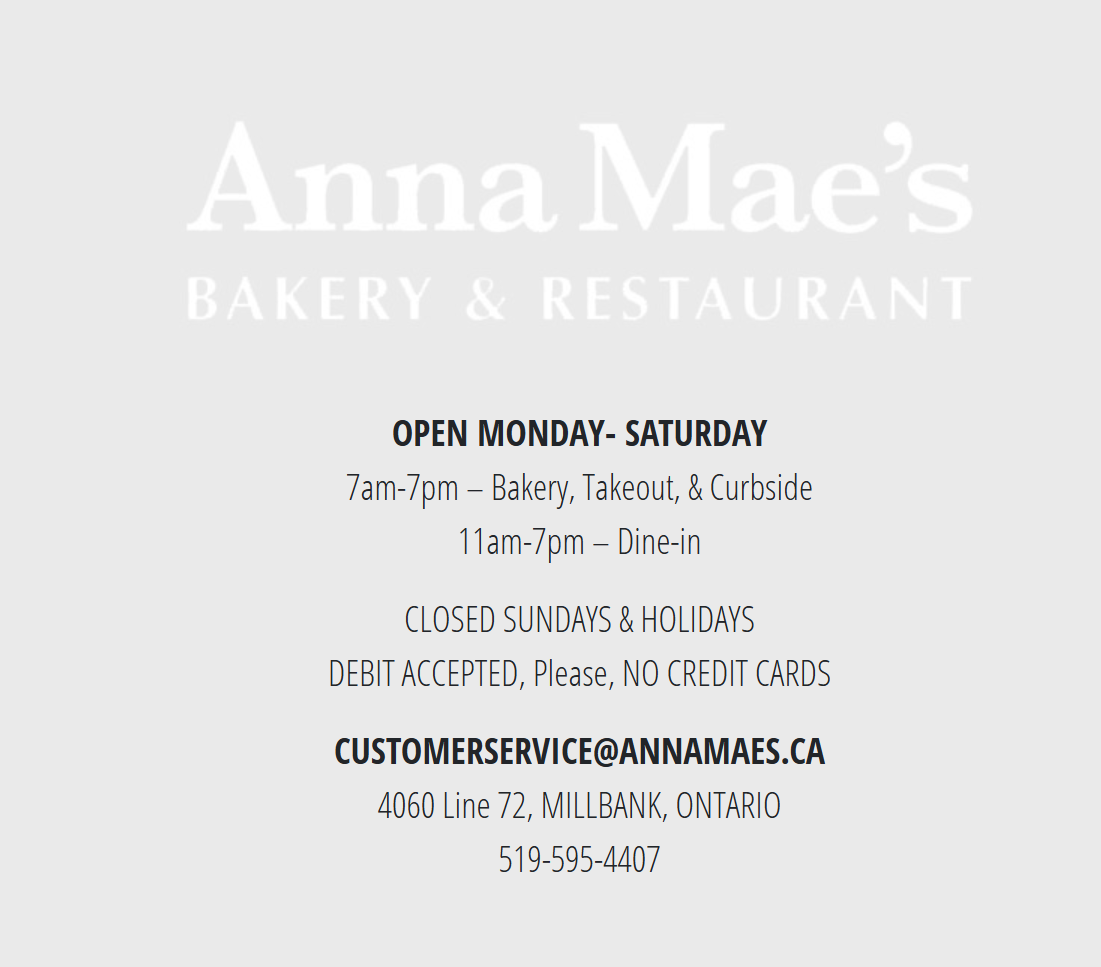 Anna Mae’s
BAKERY & RESTAURANT
OPEN MONDAY- SATURDAY
7am-7pm – Bakery, Takeout, & Curbside
11am-7pm – Dine-in
CLOSED SUNDAYS & HOLIDAYS
DEBIT ACCEPTED, Please, NO CREDIT CARDS
CUSTOMERSERVICE@ANNAMAES.CA
4060 Line 72, MILLBANK, ONTARIO
519-595-4407